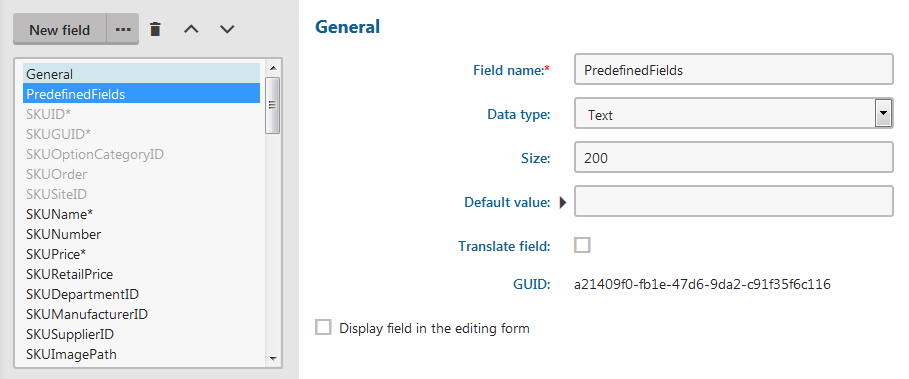 New field ...
General
PredefinedFields
SKUID*
SKUGUID*
SKUOptionCategoryID
SKUOrder
SKUSiteID
SKUName*
SKUNumber
SKUPrice*
SKURetailPrice
SKUDepartmentID
SKUManufacturerID
SKUSupplierID
SKUImagePath
General
Field name:* PredefinedFields
Data type: Text
Size: 200
Default value:
Translate field:
GUID: a21409f0-fb1e-47d6-9da2-c91f35f6c116
Display field in the editing form